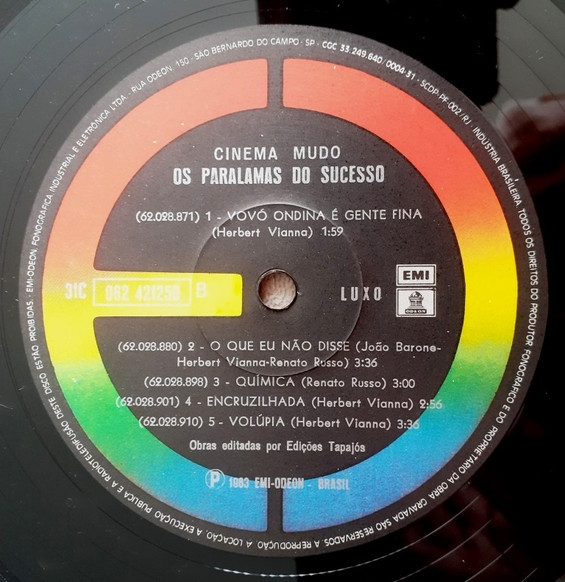 CINEMA MUDO
OS PARALAMAS DO SUCESSO
(62.028.871) 1 - VOVÓ ONDINA É GENTE FINA
(Herbert Vianna) 1:59
31C 062 421250 B
LUXO
EMI
ODEON
(62.028.880) 2 - O QUE EU NÃO DISSE (João Barone-
Herbert Vianna-Renato Russo) 3:36
(62.028.898) 3 - QUÍMICA (Renato Russo) 3:00
(62.028.901) 4 - ENCRUZILHADA (Herbert Vianna) 2:56
(62.028.910) 5 - VOLÚPIA (Herbert Vianna) 3:36
Obras editadas por Edições Tapajós
Ⓟ 1983 EMI-ODEON - BRASIL
EMI-ODEON FONOGRAFICA INDUSTRIAL E ELETRÔNICA LTDA · RUA ODEON, 150 - SÃO BERNARDO DO CAMPO - SP - CGC 33.249.640/0004-31 - SCDP-PF-002/RJ · INDUSTRIA BRASILEIRA. TODOS OS DIREITOS DO PRODUTOR FONOGRÁFICO E DO PROPRIETARIO DA OBRA GRAVADA SÃO RESERVADOS A REPRODUÇÃO, A LOCAÇÃO, A EXECUÇÃO PUBLICA E A RADIOTELEDIFUSÃO DESTE DISCO ESTÃO PROIBIDAS.